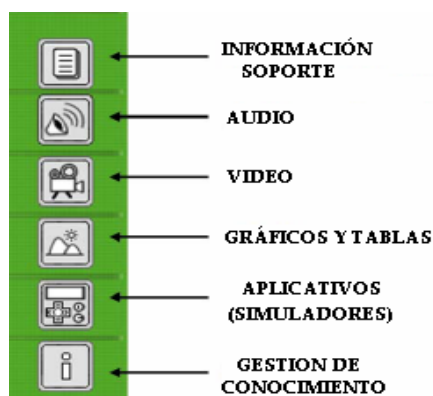 INFORMACIÓN
SOPORTE
AUDIO
VIDEO
GRÁFICOS Y TABLAS
APLICATIVOS
(SIMULADORES)
GESTION DE
CONOCIMIENTO